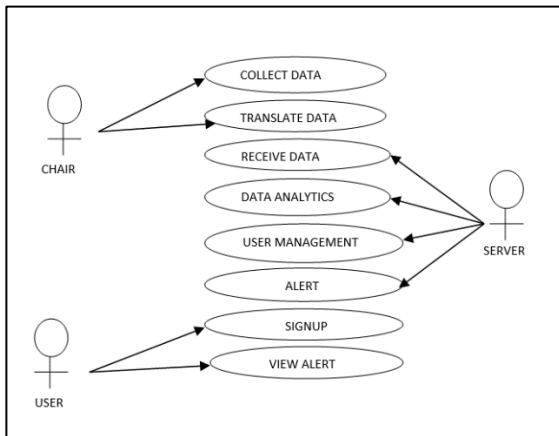 COLLECT DATA
TRANSLATE DATA
CHAIR
RECEIVE DATA
DATA ANALYTICS
USER MANAGEMENT
SERVER
ALERT
SIGNUP
VIEW ALERT
USER